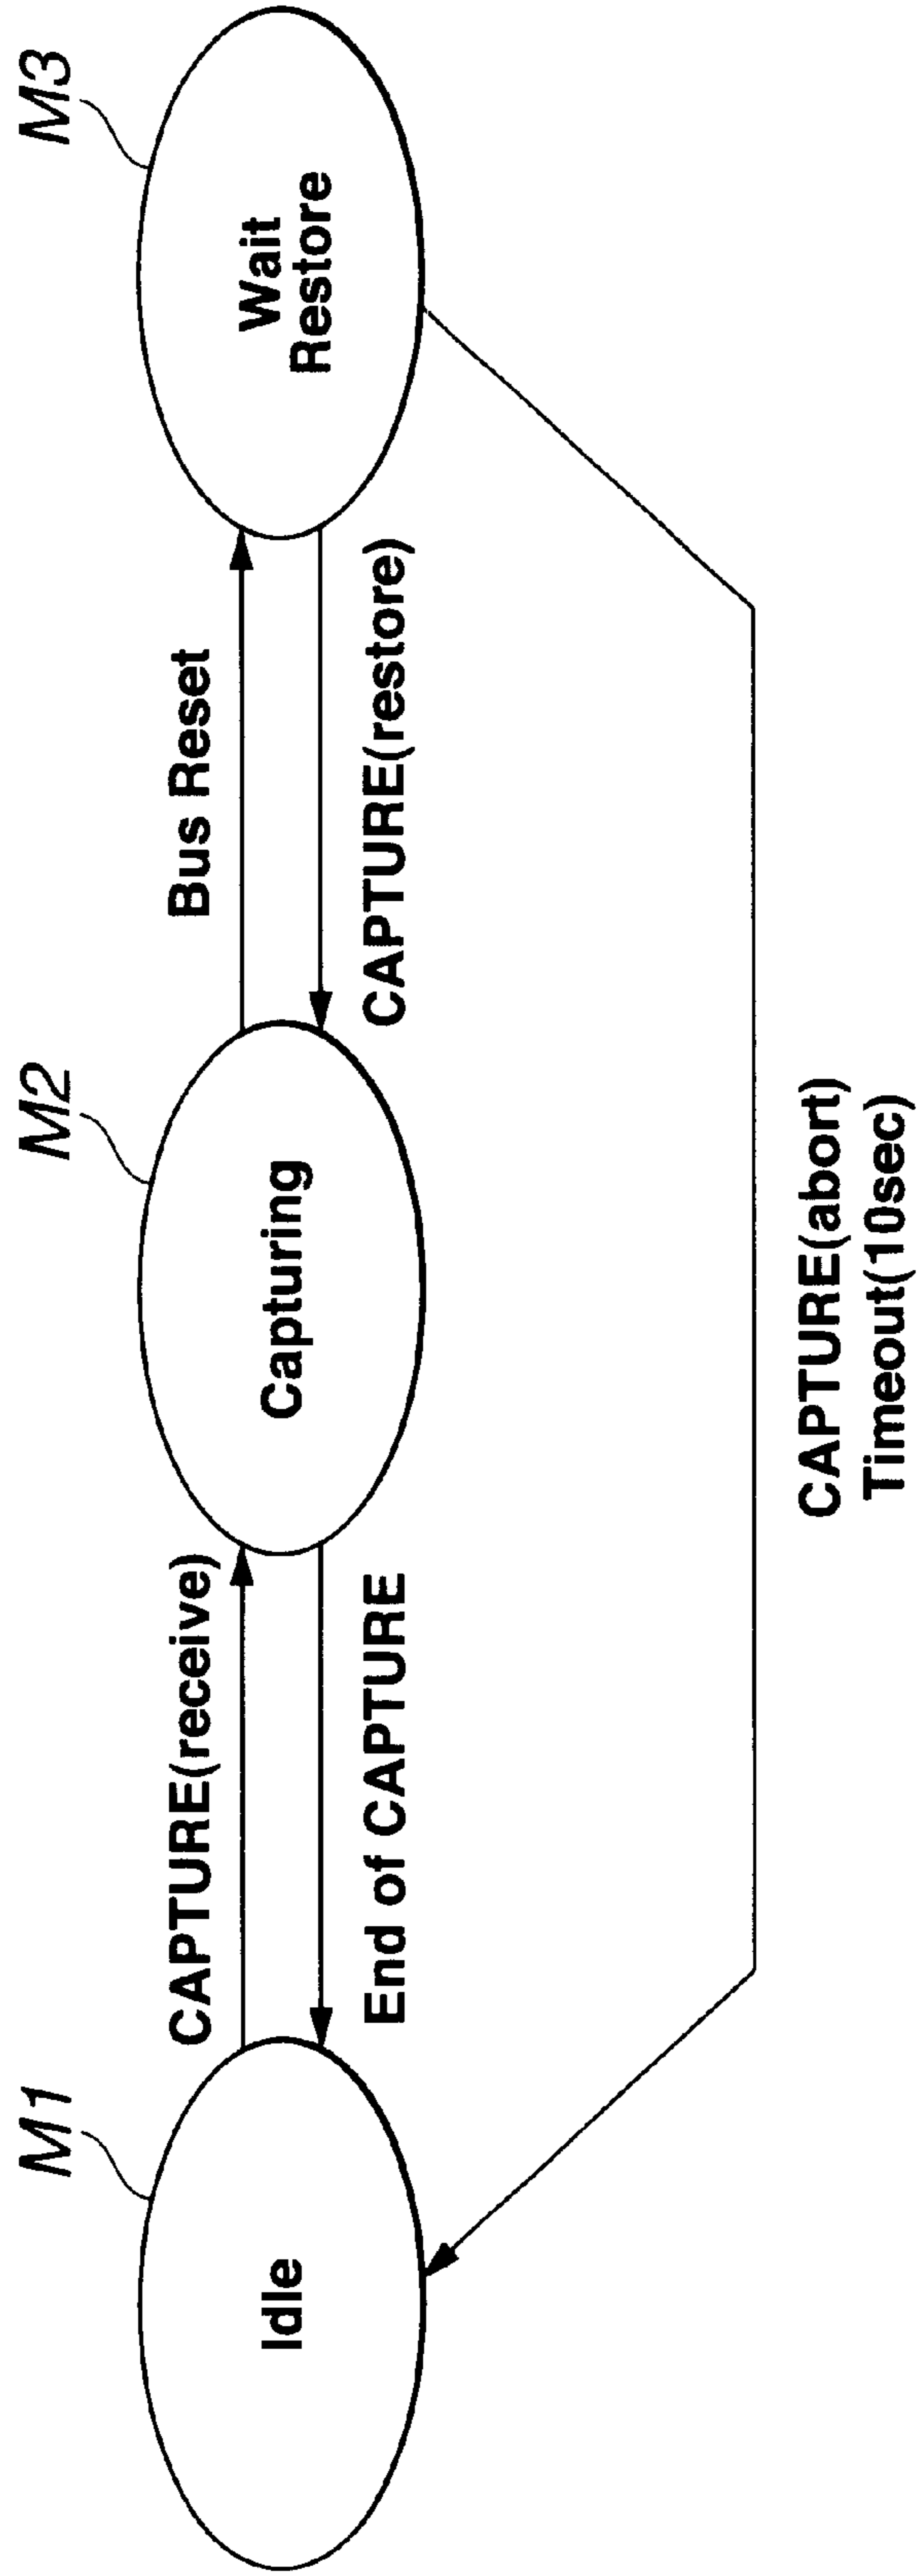 M1
M2
M3
Idle
CAPTURE(receive)
End of CAPTURE
Capturing
Bus Reset
CAPTURE(restore)
Wait
Restore
CAPTURE(abort)
Timeout(10sec)